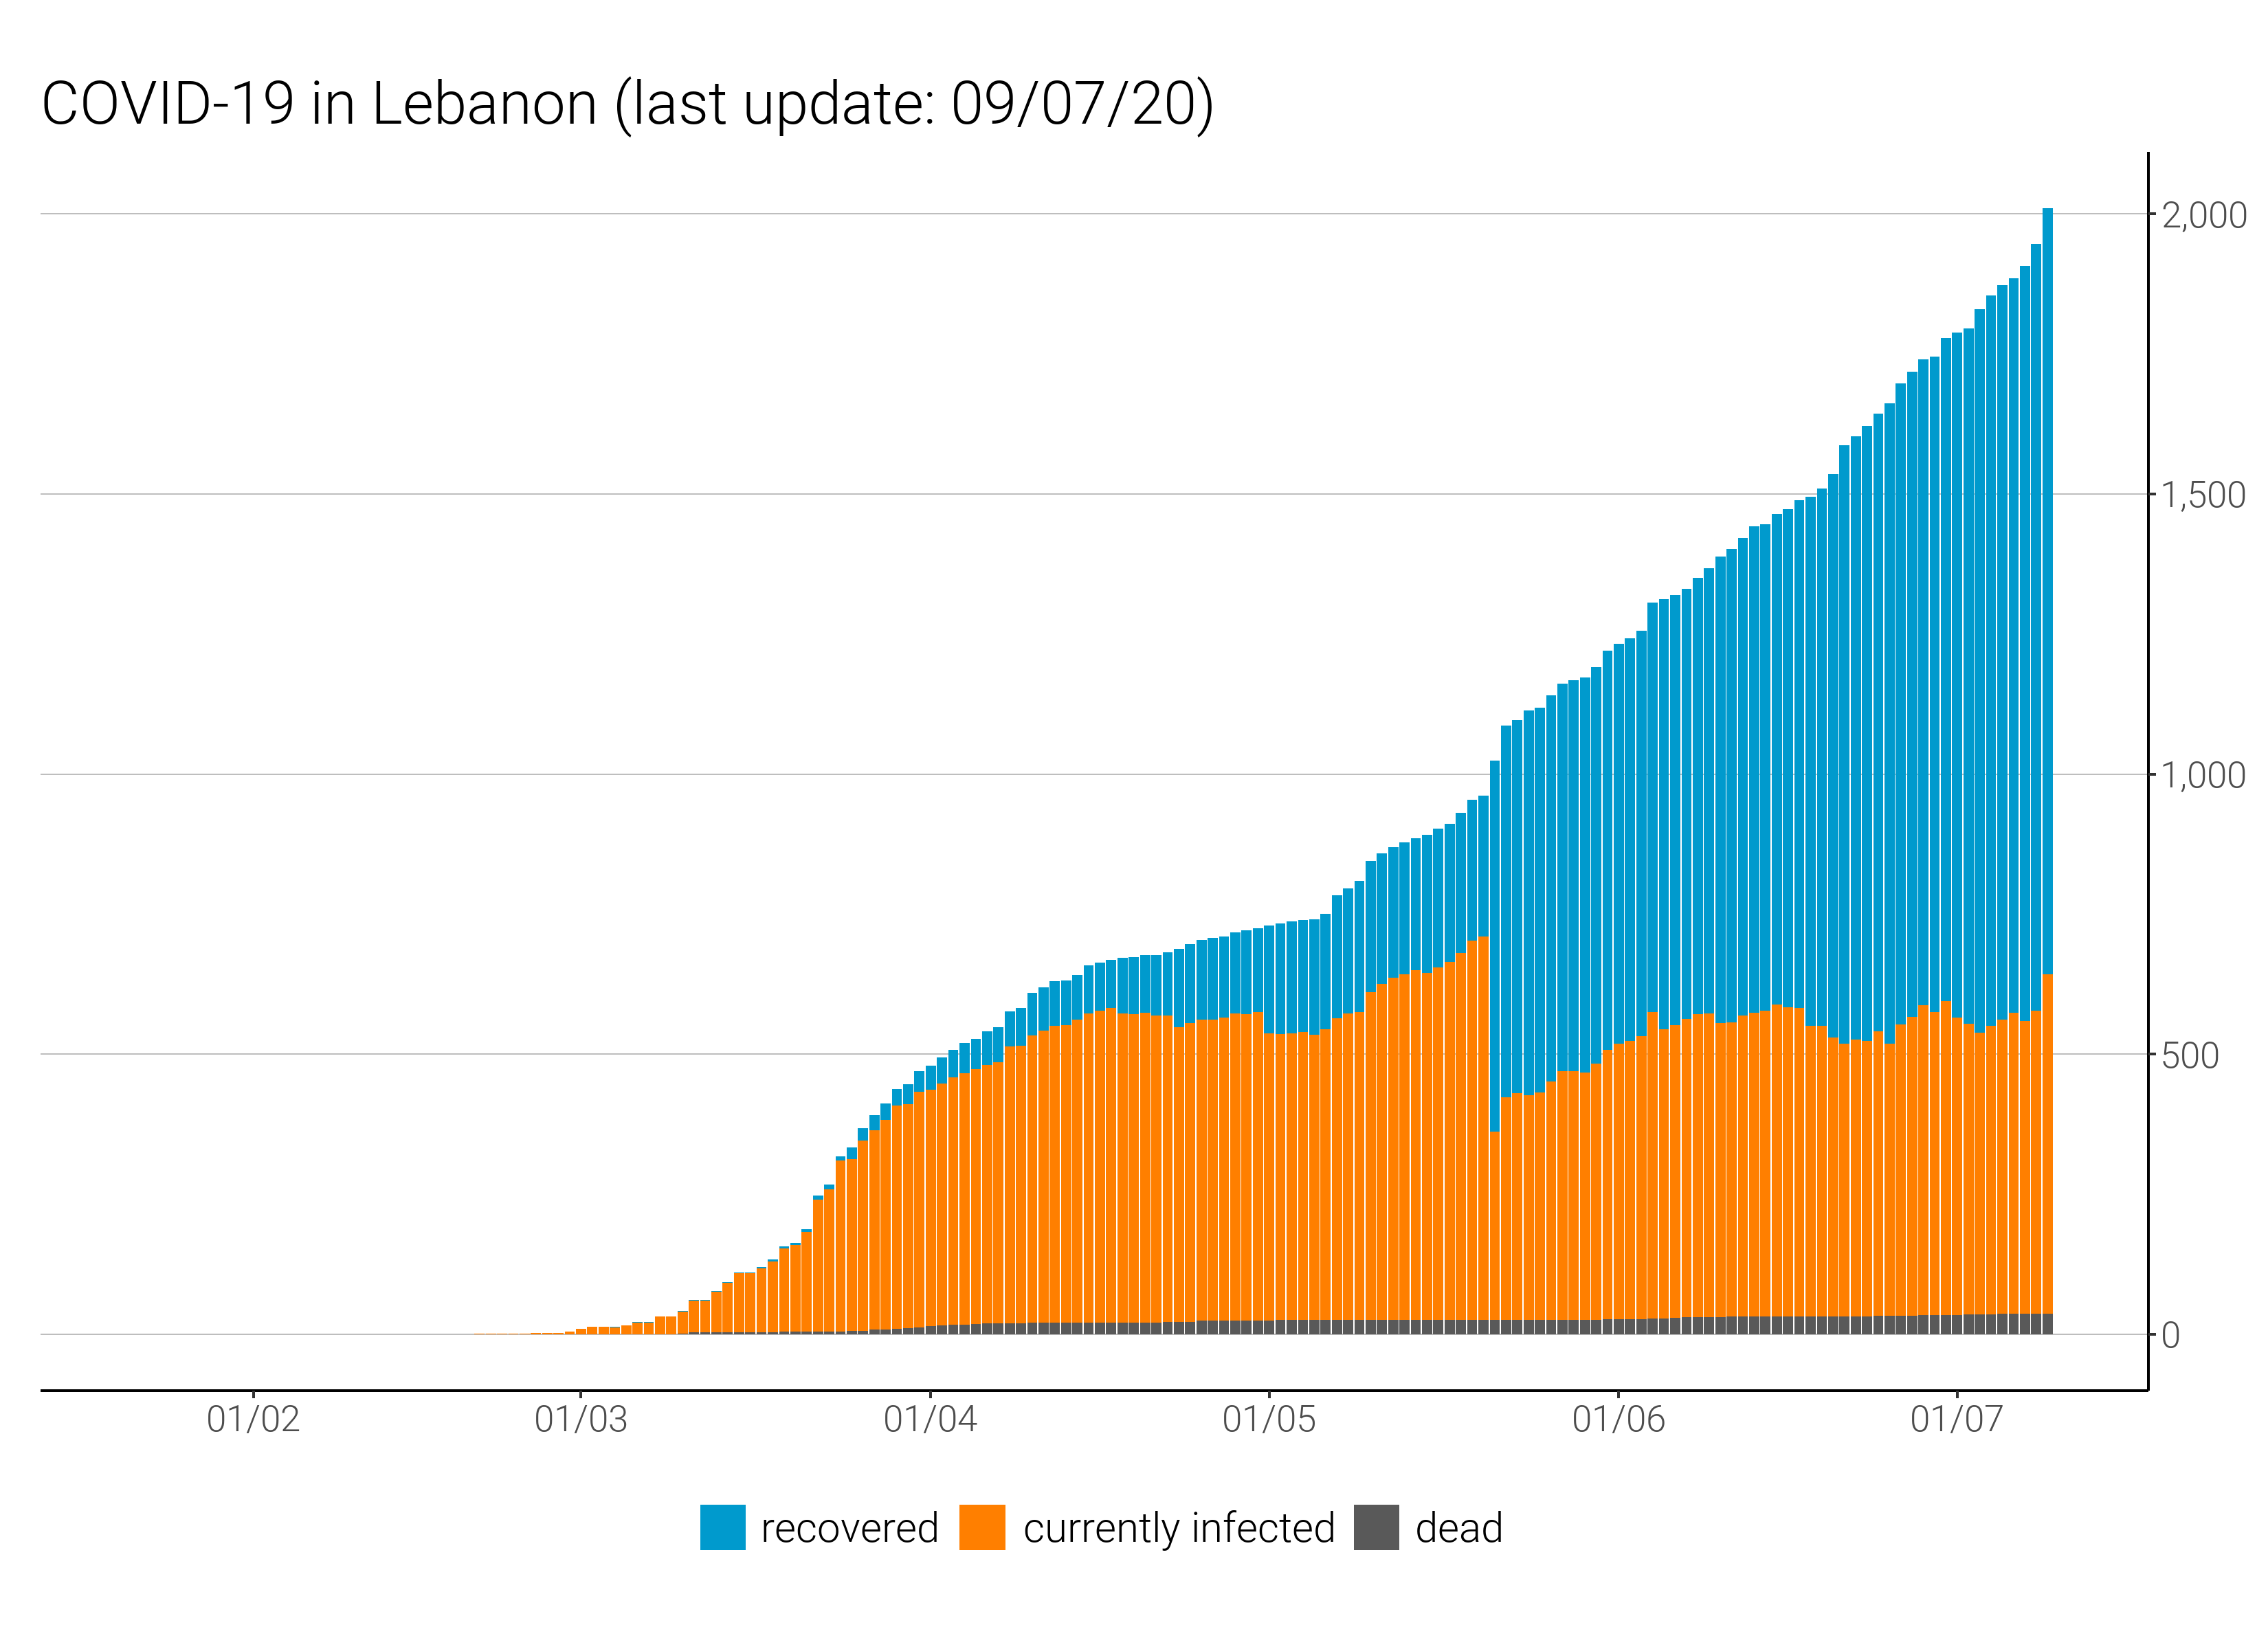 COVID-19 in Lebanon (last update: 09/07/20)
2,000
1,500
1,000
500
0
01/02 01/03 01/04 01/05 01/06 01/07
recovered currently infected dead